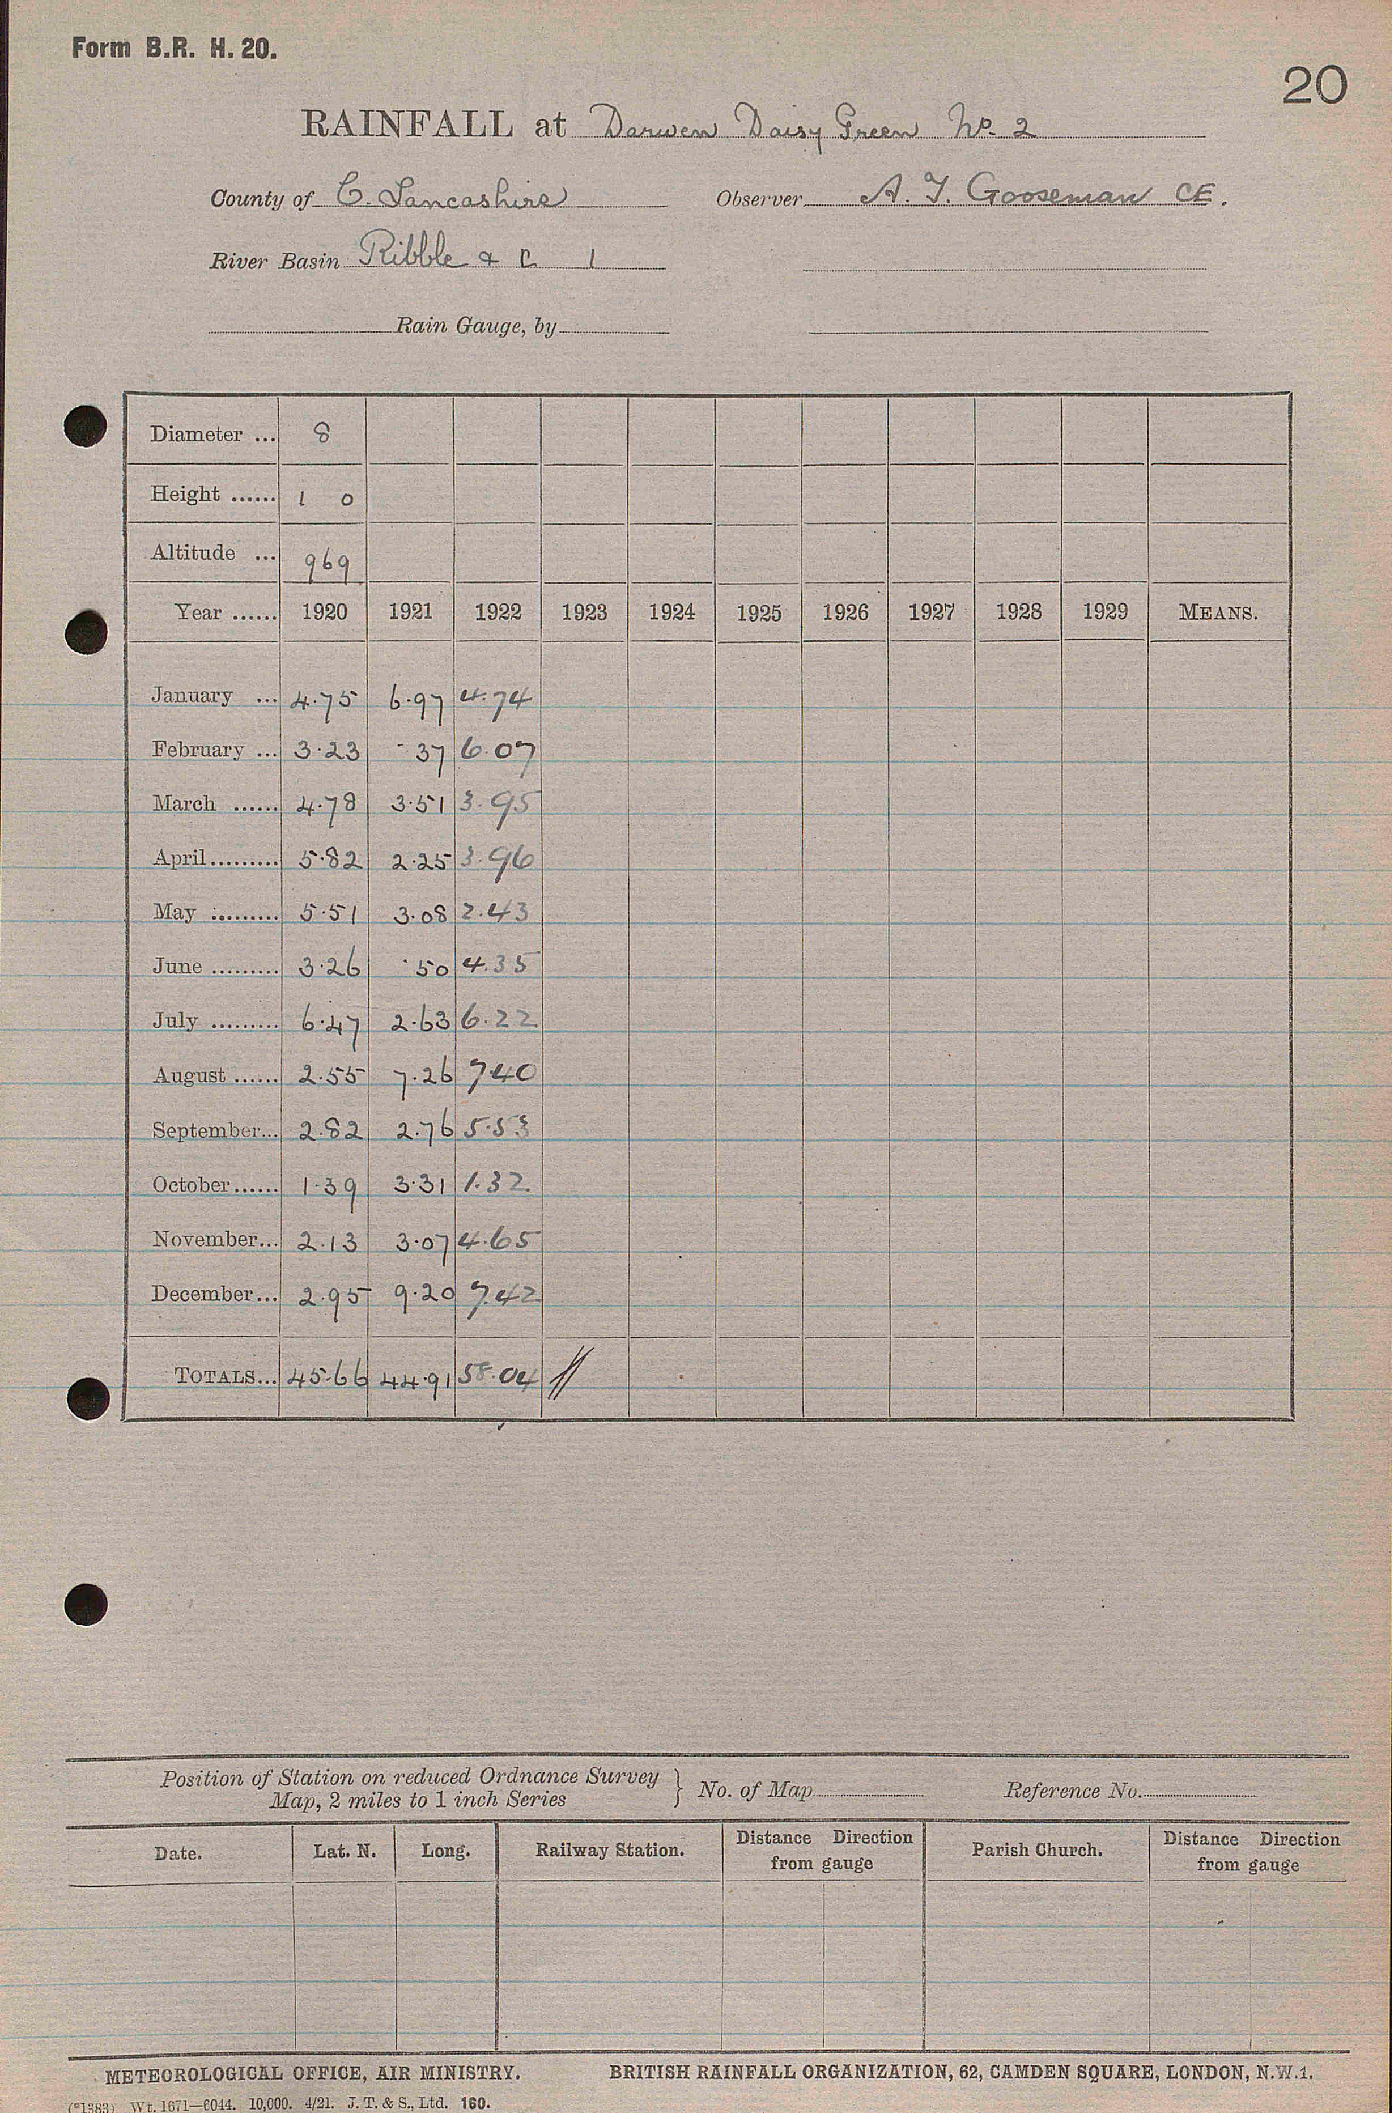 Form B.R. H. 20.
20
RAINFALL at Darwen Daisy Green No. 2
County of C. Lancashire Observer A. T. Gooseman CE.
River Basin Ribble & C 1
Rain Gauge, by
Diameter ... 8
Height ...... 1 0
Altitude ... 969
Year ...... 1920 1921 1922 1923 1924 1925 1926 1927 1928 1929 MEANS.
January ... 4.75 6.97 4.74
February ... 3.23 .37 6.07
March ...... 4.78 3.51 3.95
April......... 5.82 2.25 3.96
May ......... 5.51 3.08 2.43
June ......... 3.26 .50 4.35
July ......... 6.47 2.63 6.22
August ...... 2.55 7.26 7.40
September... 2.82 2.76 5.53
October...... 1.39 3.31 1.32
November... 2.13 3.07 4.65
December... 2.95 9.20 7.42
TOTALS... 45.66 44.91 58.04 //
Position of Station on reduced Ordnance Survey
Map, 2 miles to 1 inch Series } No. of Map Reference No.
Date. Lat. N. Long. Railway Station. Distance Direction from gauge Parish Church. Distance Direction from gauge
METEOROLOGICAL OFFICE, AIR MINISTRY. BRITISH RAINFALL ORGANIZATION, 62, CAMDEN SQUARE, LONDON, N.W.1.
(*1383) Wt. 1671—6044. 10,000. 4/21. J. T. & S., Ltd. 160.